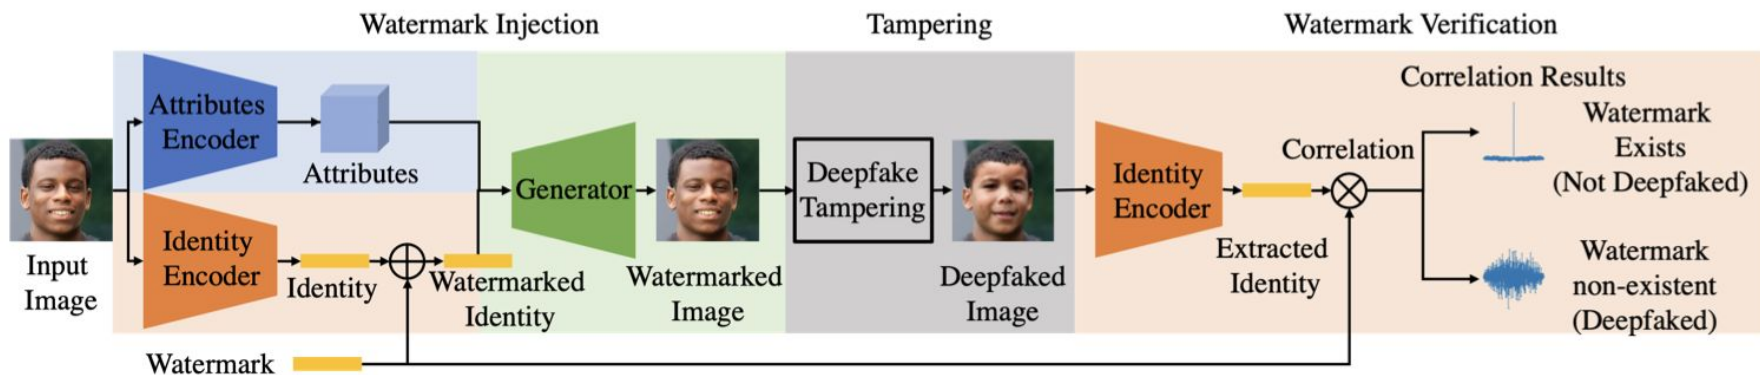 Watermark Injection
Tampering
Watermark Verification
Attributes
Encoder
Attributes
Input
Image
Identity
Encoder
Identity
Watermarked
Identity
Watermark
Generator
Watermarked
Image
Deepfake
Tampering
Deepfaked
Image
Identity
Encoder
Extracted
Identity
Correlation
Correlation Results
Watermark
Exists
(Not Deepfaked)
Watermark
non-existent
(Deepfaked)